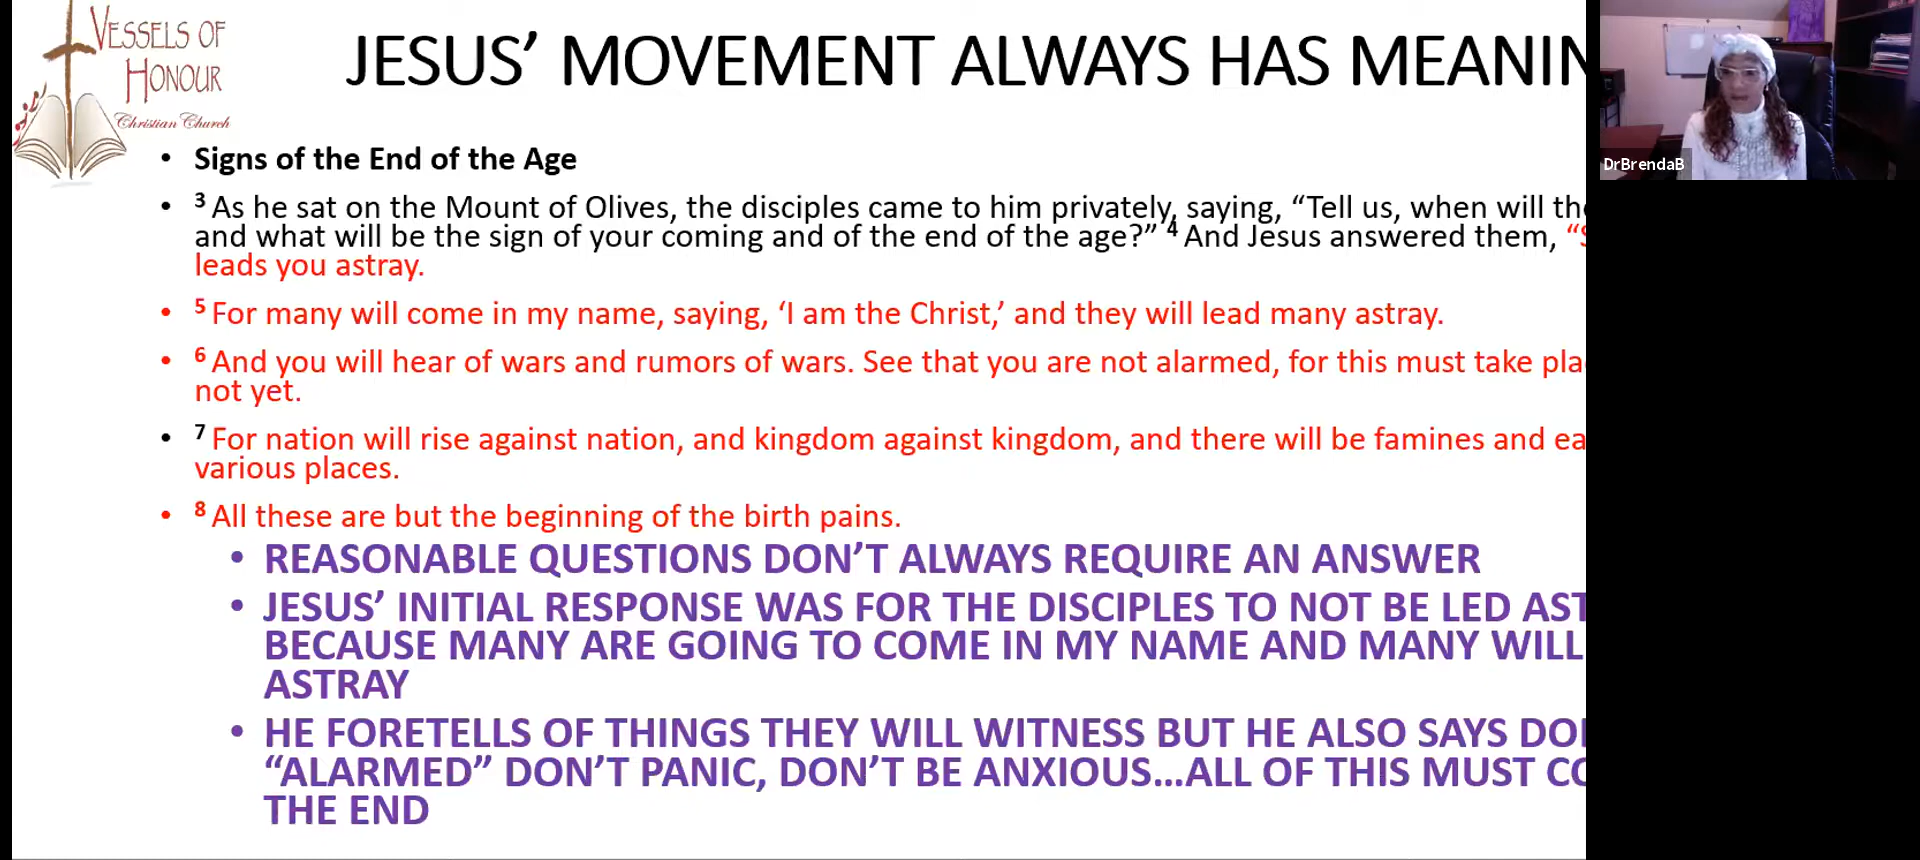 VESSELS OF
HONOUR
Christian Church
JESUS’ MOVEMENT ALWAYS HAS MEANIN
• Signs of the End of the Age
• 3 As he sat on the Mount of Olives, the disciples came to him privately, saying, “Tell us, when will the
and what will be the sign of your coming and of the end of the age?” 4 And Jesus answered them, “S
leads you astray.
• 5 For many will come in my name, saying, ‘I am the Christ,’ and they will lead many astray.
• 6 And you will hear of wars and rumors of wars. See that you are not alarmed, for this must take pla
not yet.
• 7 For nation will rise against nation, and kingdom against kingdom, and there will be famines and ea
various places.
• 8 All these are but the beginning of the birth pains.
• REASONABLE QUESTIONS DON’T ALWAYS REQUIRE AN ANSWER
• JESUS’ INITIAL RESPONSE WAS FOR THE DISCIPLES TO NOT BE LED AST
BECAUSE MANY ARE GOING TO COME IN MY NAME AND MANY WILL
ASTRAY
• HE FORETELLS OF THINGS THEY WILL WITNESS BUT HE ALSO SAYS DO
“ALARMED” DON’T PANIC, DON’T BE ANXIOUS...ALL OF THIS MUST CO
THE END
DrBrendaB